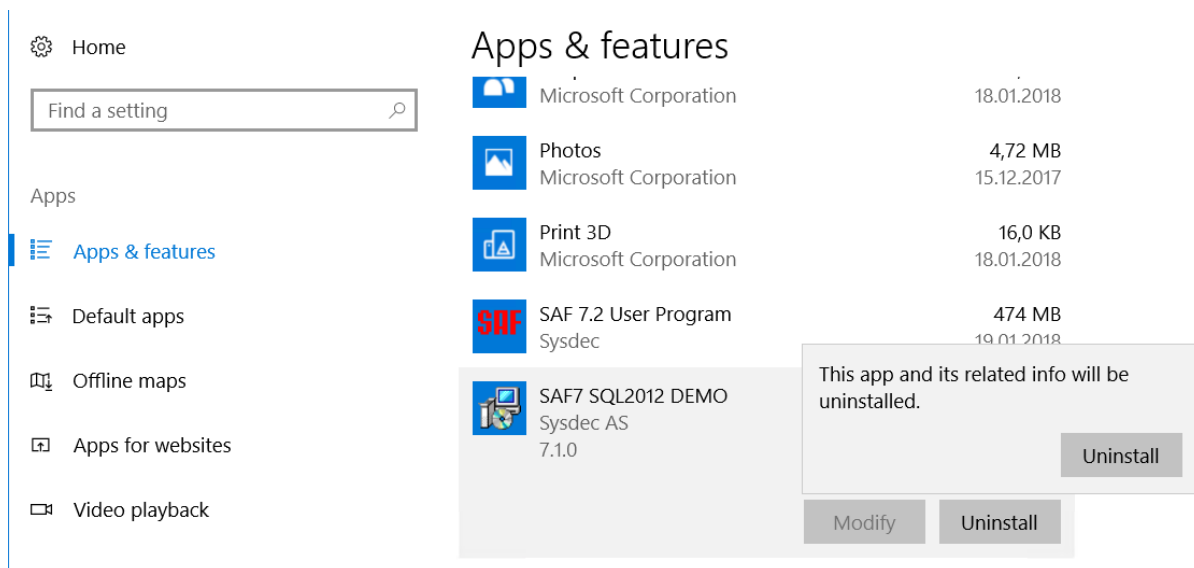 Home
Find a setting
Apps
Apps & features
Default apps
Offline maps
Apps for websites
Video playback
Apps & features
Microsoft Corporation
18.01.2018
Photos
4,72 MB
Microsoft Corporation
15.12.2017
Print 3D
16,0 KB
Microsoft Corporation
18.01.2018
SAF
SAF 7.2 User Program
474 MB
Sysdec
19.01.2018
SAF7 SQL2012 DEMO
Sysdec AS
7.1.0
This app and its related info will be
uninstalled.
Uninstall
Modify
Uninstall